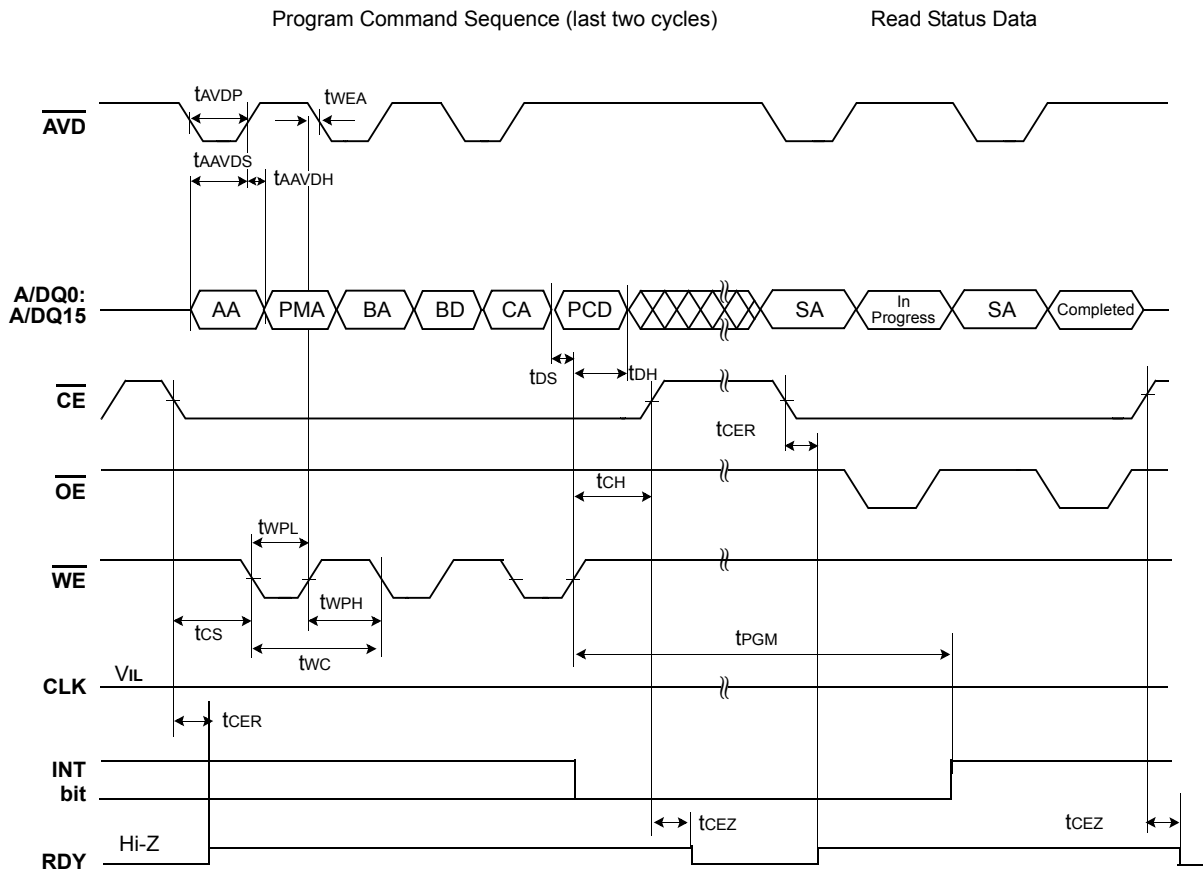 Program Command Sequence (last two cycles) Read Status Data
tAVDP tWEA
AVD
tAAVDS
tAAVDH
A/DQ0:
A/DQ15
AA PMA BA BD CA PCD SA In Progress SA Completed
tDS tDH
CE
tCER
OE
tCH
tWPL
WE
tWPH
tCS
tWC
tPGM
CLK VIL
tCER
INT
bit
tCEZ tCEZ
RDY Hi-Z